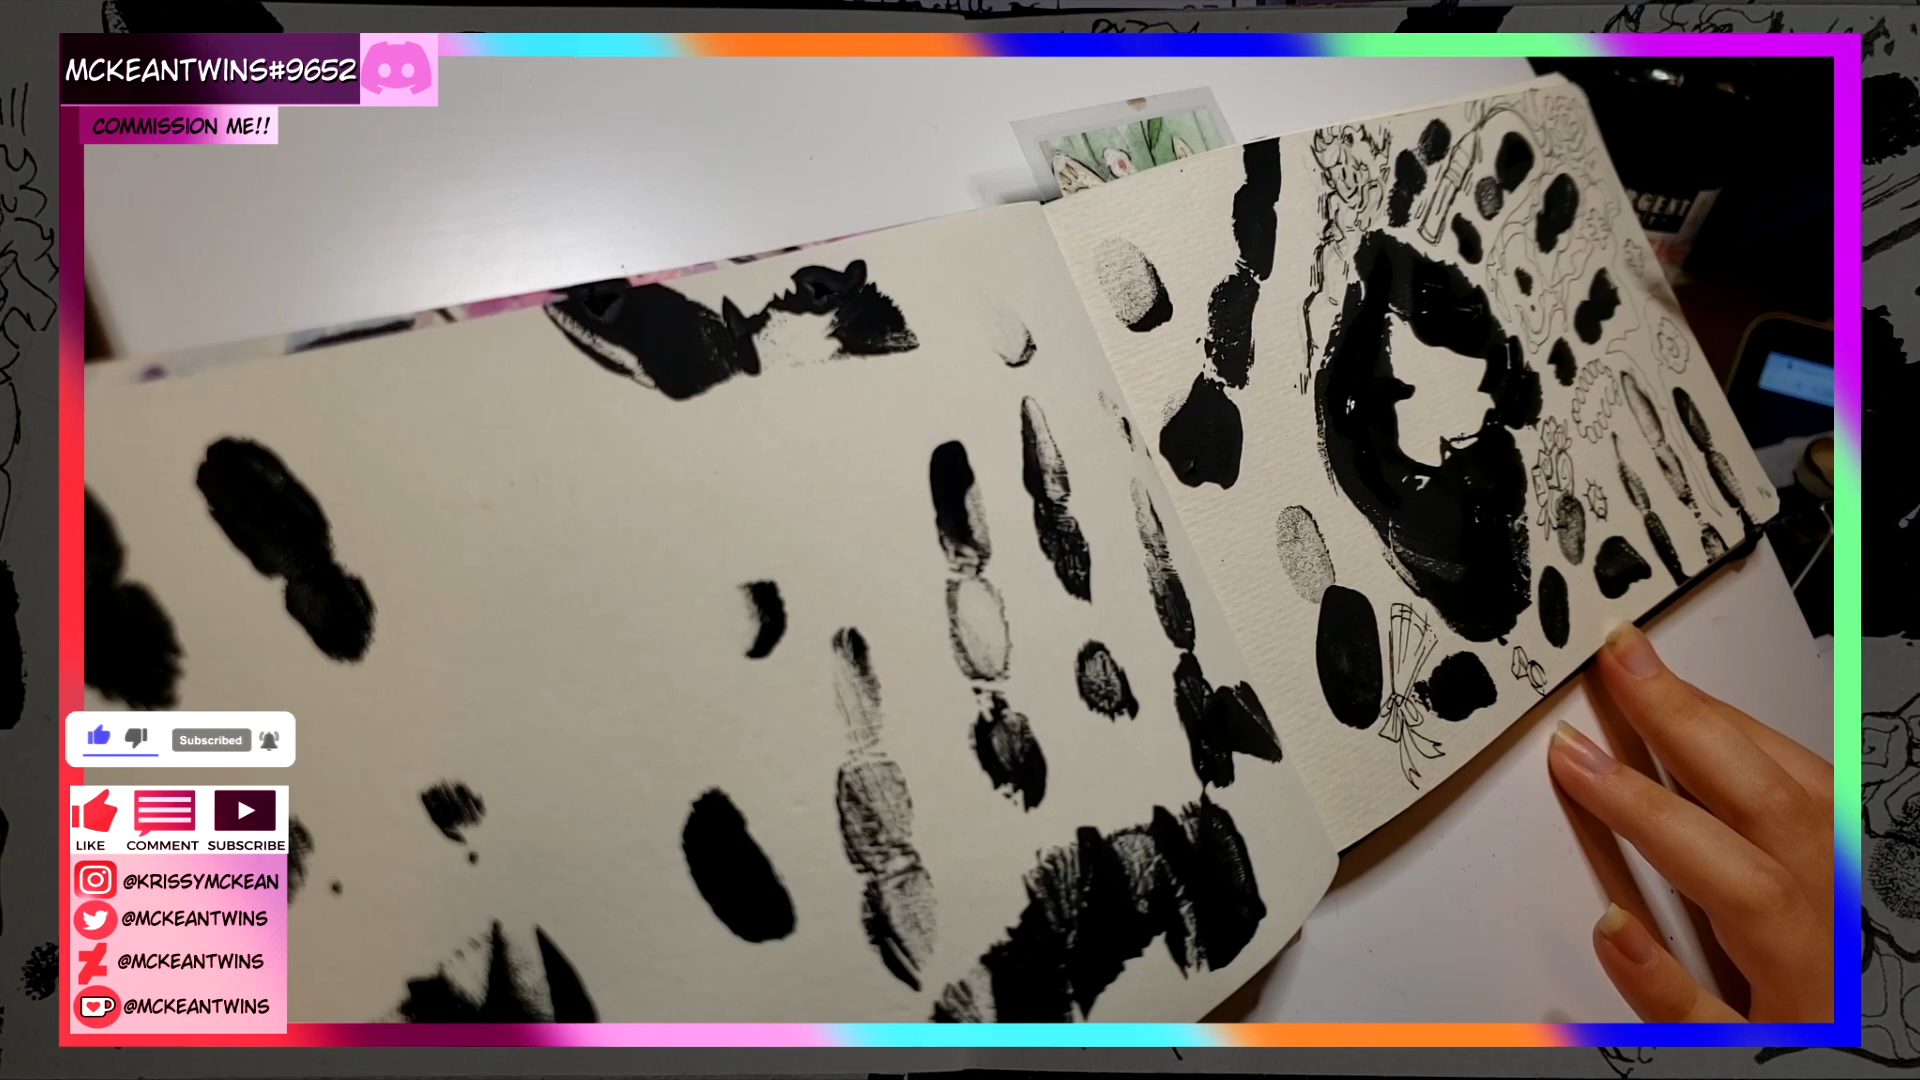 MCKEANTWINS#9652
COMMISSION ME!!
Subscribed
LIKE COMMENT SUBSCRIBE
@KRISSYMCKEAN
@MCKEANTWINS
@MCKEANTWINS
@MCKEANTWINS